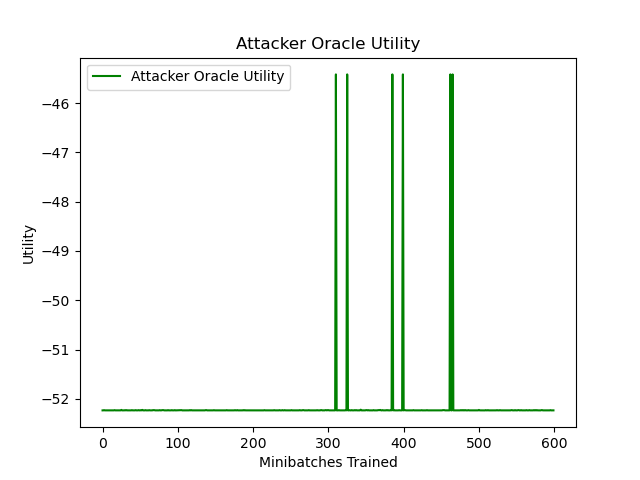 Attacker Oracle Utility
Attacker Oracle Utility
−46
−47
−48
−49
−50
−51
−52
Utility
0 100 200 300 400 500 600
Minibatches Trained